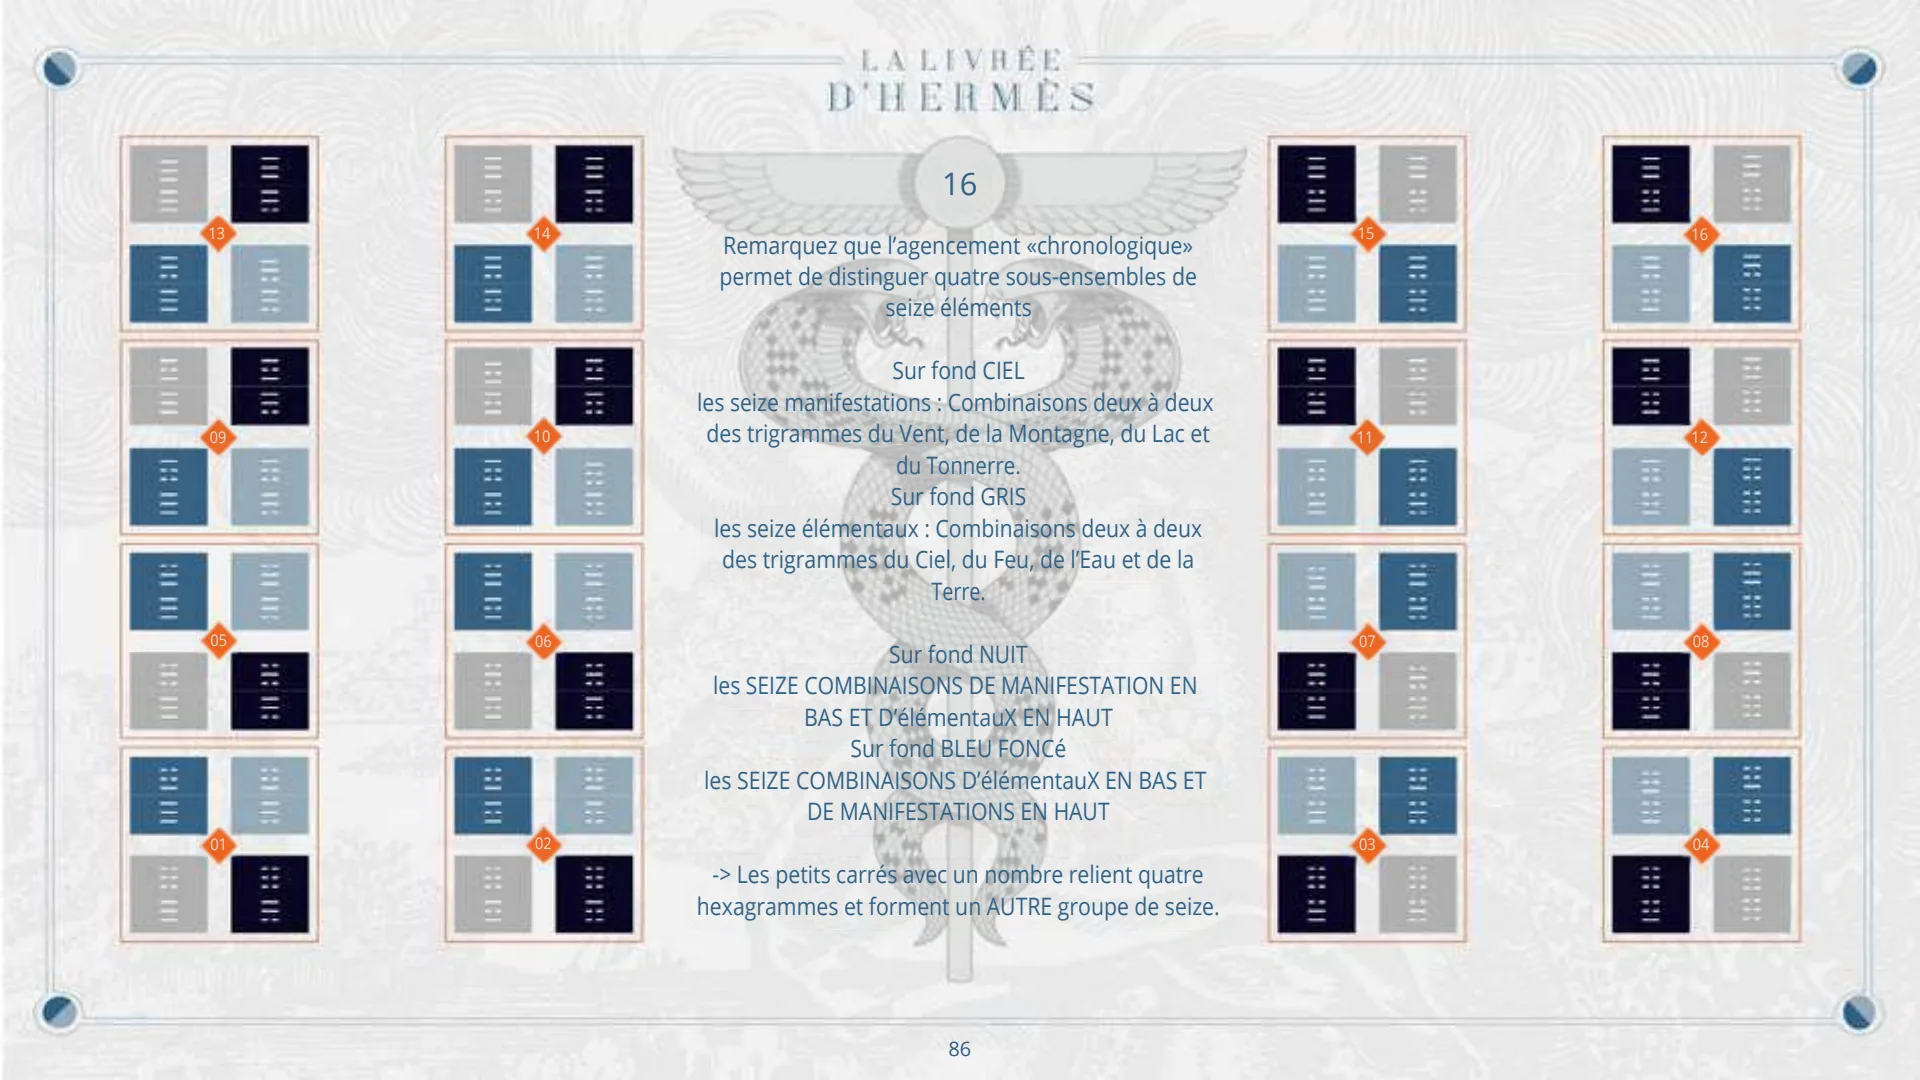 LA LIVRÉE
D'HERMÈS
16
Remarquez que l’agencement «chronologique»
permet de distinguer quatre sous-ensembles de
seize éléments
Sur fond CIEL
les seize manifestations : Combinaisons deux à deux
des trigrammes du Vent, de la Montagne, du Lac et
du Tonnerre.
Sur fond GRIS
les seize élémentaux : Combinaisons deux à deux
des trigrammes du Ciel, du Feu, de l’Eau et de la
Terre.
Sur fond NUIT
les SEIZE COMBINAISONS DE MANIFESTATION EN
BAS ET D’élémentauX EN HAUT
Sur fond BLEU FONCé
les SEIZE COMBINAISONS D’élémentauX EN BAS ET
DE MANIFESTATIONS EN HAUT
-> Les petits carrés avec un nombre relient quatre
hexagrammes et forment un AUTRE groupe de seize.
13
14
15
16
09
10
11
12
05
06
07
08
01
02
03
04
86